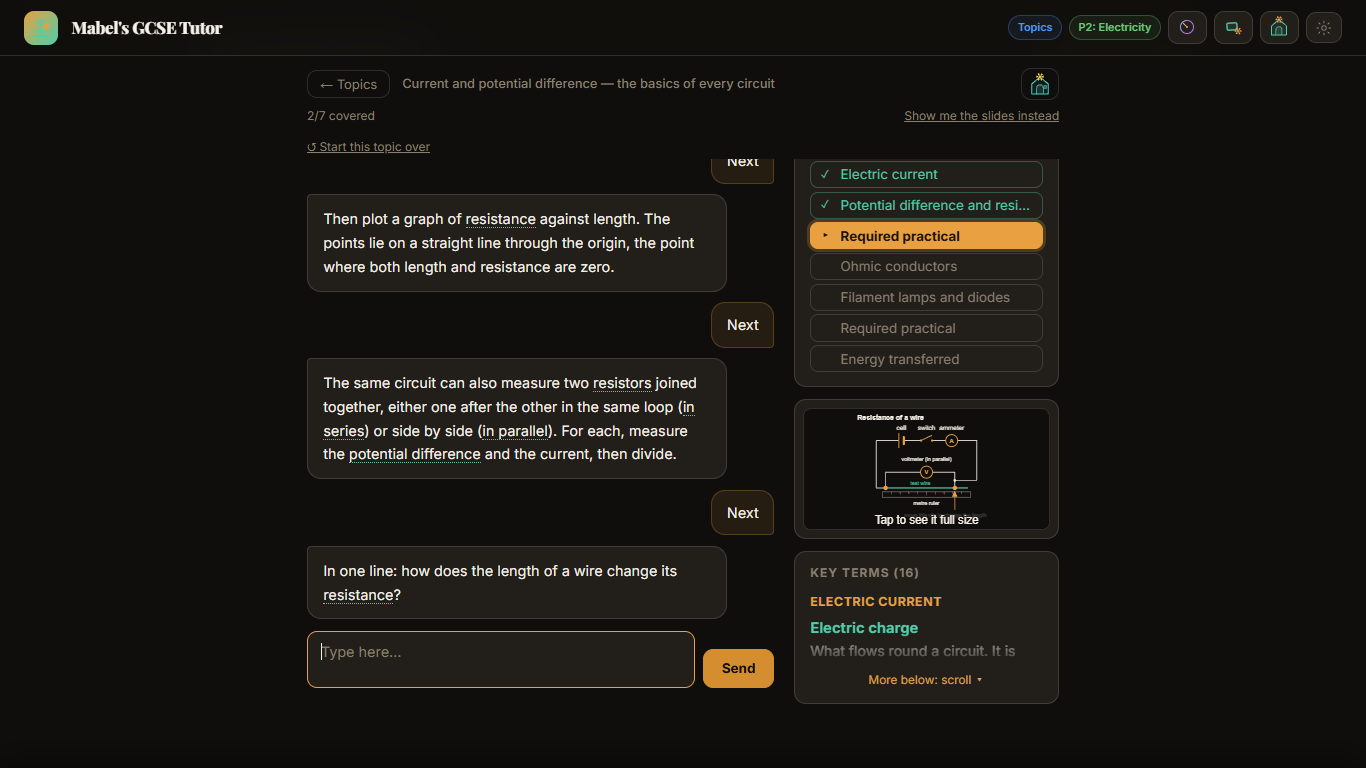 Mabel's GCSE Tutor
Topics
P2: Electricity
← Topics
Current and potential difference — the basics of every circuit
2/7 covered
Show me the slides instead
↺ Start this topic over
Next
Then plot a graph of resistance against length. The
points lie on a straight line through the origin, the point
where both length and resistance are zero.
Next
The same circuit can also measure two resistors joined
together, either one after the other in the same loop (in
series) or side by side (in parallel). For each, measure
the potential difference and the current, then divide.
Next
In one line: how does the length of a wire change its
resistance?
Type here...
Send
✓ Electric current
✓ Potential difference and resi...
Required practical
Ohmic conductors
Filament lamps and diodes
Required practical
Energy transferred
Resistance of a wire
cell switch ammeter
A
voltmeter (in parallel)
V
test wire
metre ruler
Tap to see it full size
KEY TERMS (16)
ELECTRIC CURRENT
Electric charge
What flows round a circuit. It is
More below: scroll